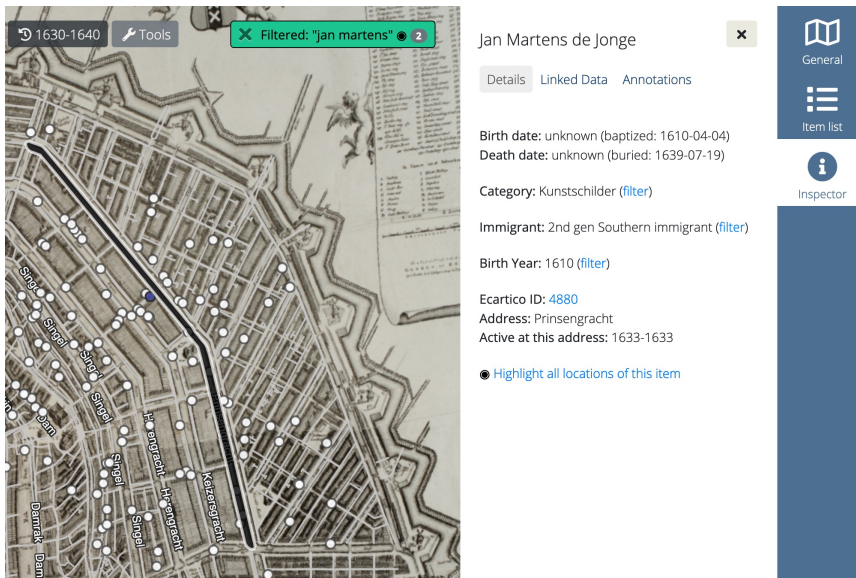 1630-1640
Tools
Filtered: "jan martens" 2
Jan Martens de Jonge
Details Linked Data Annotations
Birth date: unknown (baptized: 1610-04-04)
Death date: unknown (buried: 1639-07-19)
Category: Kunstschilder (filter)
Immigrant: 2nd gen Southern immigrant (filter)
Birth Year: 1610 (filter)
Ecartico ID: 4880
Address: Prinsengracht
Active at this address: 1633-1633
Highlight all locations of this item
General
Item list
Inspector
Singel
Singel
Singel
Singel
Dam
Singel
Herengracht
Keizersgracht
Herengracht
Singel
Damrak
Dam